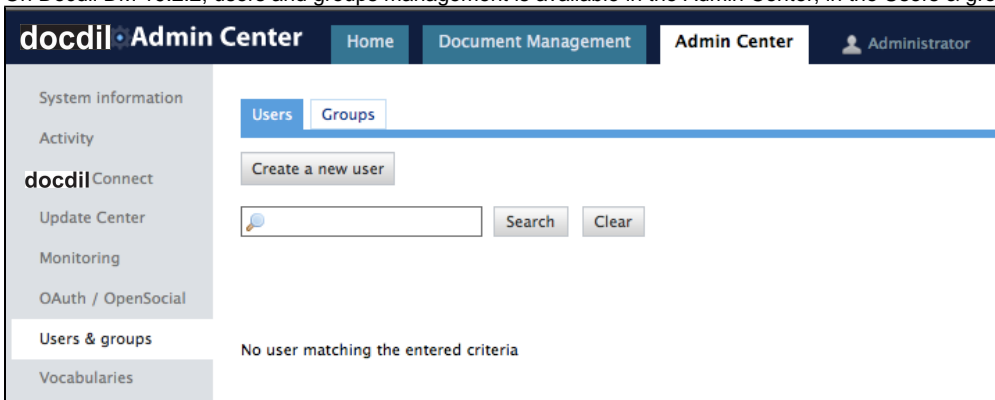 docdil Admin Center Home Document Management Admin Center Administrator
System information
Users Groups
Activity
Create a new user
docdil Connect
Update Center
Search Clear
Monitoring
OAuth / OpenSocial
Users & groups
No user matching the entered criteria
Vocabularies